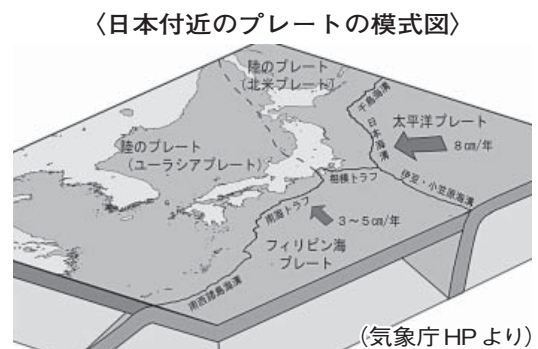 〈日本付近のプレートの模式図〉
陸のプレート
(北米プレート)
千島海溝
日本海溝
太平洋プレート
8㎝/年
陸のプレート
(ユーラシアプレート)
相模トラフ
伊豆・小笠原海溝
南海トラフ
3～5㎝/年
フィリピン海
プレート
南西諸島海溝
(気象庁HPより)